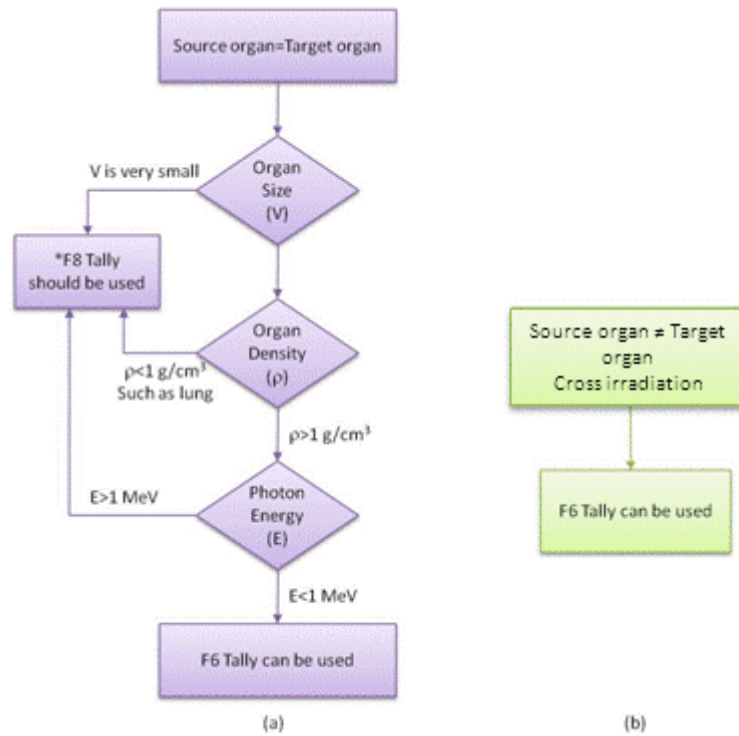 Source organ=Target organ
V is very small
Organ
Size
(V)
*F8 Tally
should be used
Organ
Density
(ρ)
ρ<1 g/cm³
Such as lung
ρ>1 g/cm³
E>1 MeV
Photon
Energy
(E)
E<1 MeV
F6 Tally can be used
(a)
Source organ ≠ Target
organ
Cross irradiation
F6 Tally can be used
(b)